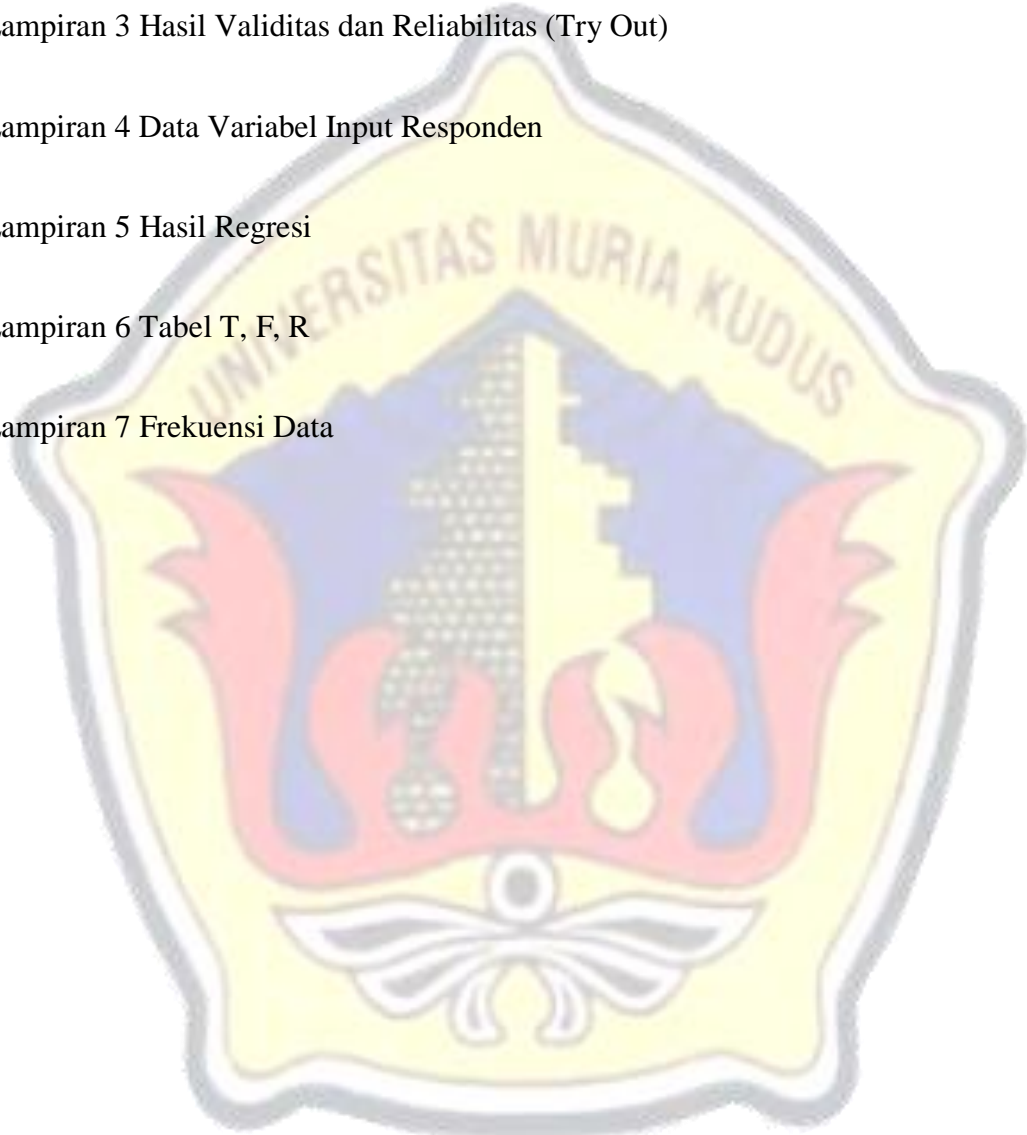 ampiran 3 Hasil Validitas dan Reliabilitas (Try Out)
ampiran 4 Data Variabel Input Responden
ampiran 5 Hasil Regresi
UNIVERSITAS MURIA KUDUS
ampiran 6 Tabel T, F, R
ampiran 7 Frekuensi Data